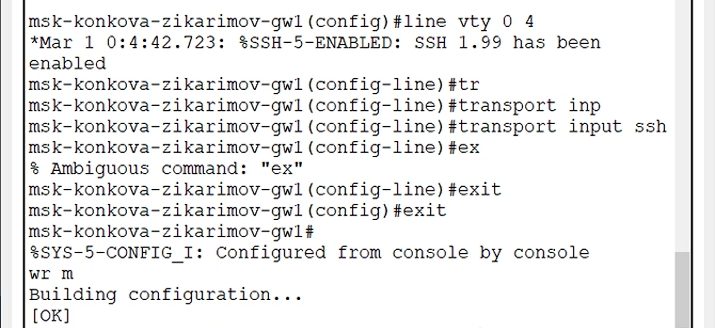 msk-konkova-zikarimov-gw1(config)#line vty 0 4
*Mar 1 0:4:42.723: %SSH-5-ENABLED: SSH 1.99 has been
enabled
msk-konkova-zikarimov-gw1(config-line)#tr
msk-konkova-zikarimov-gw1(config-line)#transport inp
msk-konkova-zikarimov-gw1(config-line)#transport input ssh
msk-konkova-zikarimov-gw1(config-line)#ex
% Ambiguous command: "ex"
msk-konkova-zikarimov-gw1(config-line)#exit
msk-konkova-zikarimov-gw1(config)#exit
msk-konkova-zikarimov-gw1#
%SYS-5-CONFIG_I: Configured from console by console
wr m
Building configuration...
[OK]